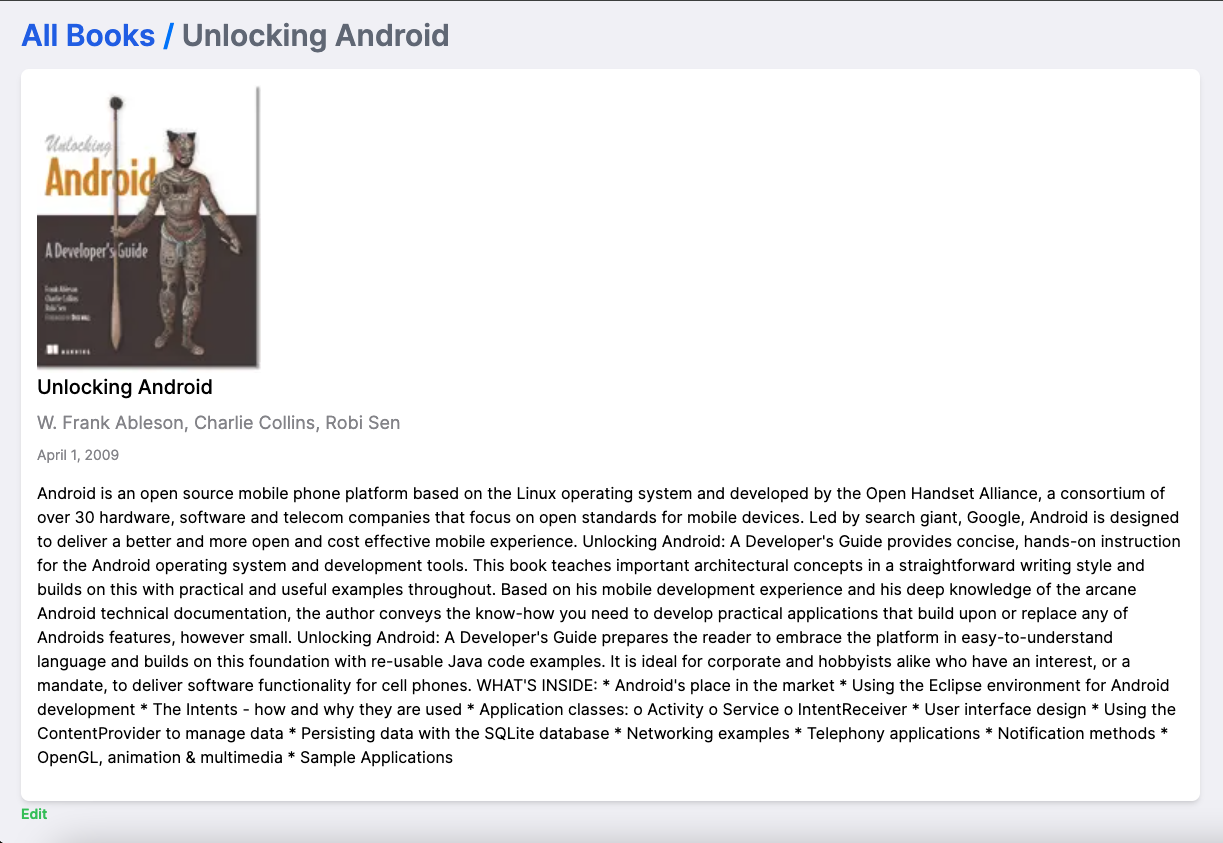 All Books / Unlocking Android
Unlocking
Android
A Developer's Guide
Frank Ableson
Charlie Collins
Robi Sen
MANNING
Unlocking Android
W. Frank Ableson, Charlie Collins, Robi Sen
April 1, 2009
Android is an open source mobile phone platform based on the Linux operating system and developed by the Open Handset Alliance, a consortium of
over 30 hardware, software and telecom companies that focus on open standards for mobile devices. Led by search giant, Google, Android is designed
to deliver a better and more open and cost effective mobile experience. Unlocking Android: A Developer's Guide provides concise, hands-on instruction
for the Android operating system and development tools. This book teaches important architectural concepts in a straightforward writing style and
builds on this with practical and useful examples throughout. Based on his mobile development experience and his deep knowledge of the arcane
Android technical documentation, the author conveys the know-how you need to develop practical applications that build upon or replace any of
Androids features, however small. Unlocking Android: A Developer's Guide prepares the reader to embrace the platform in easy-to-understand
language and builds on this foundation with re-usable Java code examples. It is ideal for corporate and hobbyists alike who have an interest, or a
mandate, to deliver software functionality for cell phones. WHAT'S INSIDE: * Android's place in the market * Using the Eclipse environment for Android
development * The Intents - how and why they are used * Application classes: o Activity o Service o IntentReceiver * User interface design * Using the
ContentProvider to manage data * Persisting data with the SQLite database * Networking examples * Telephony applications * Notification methods *
OpenGL, animation & multimedia * Sample Applications
Edit